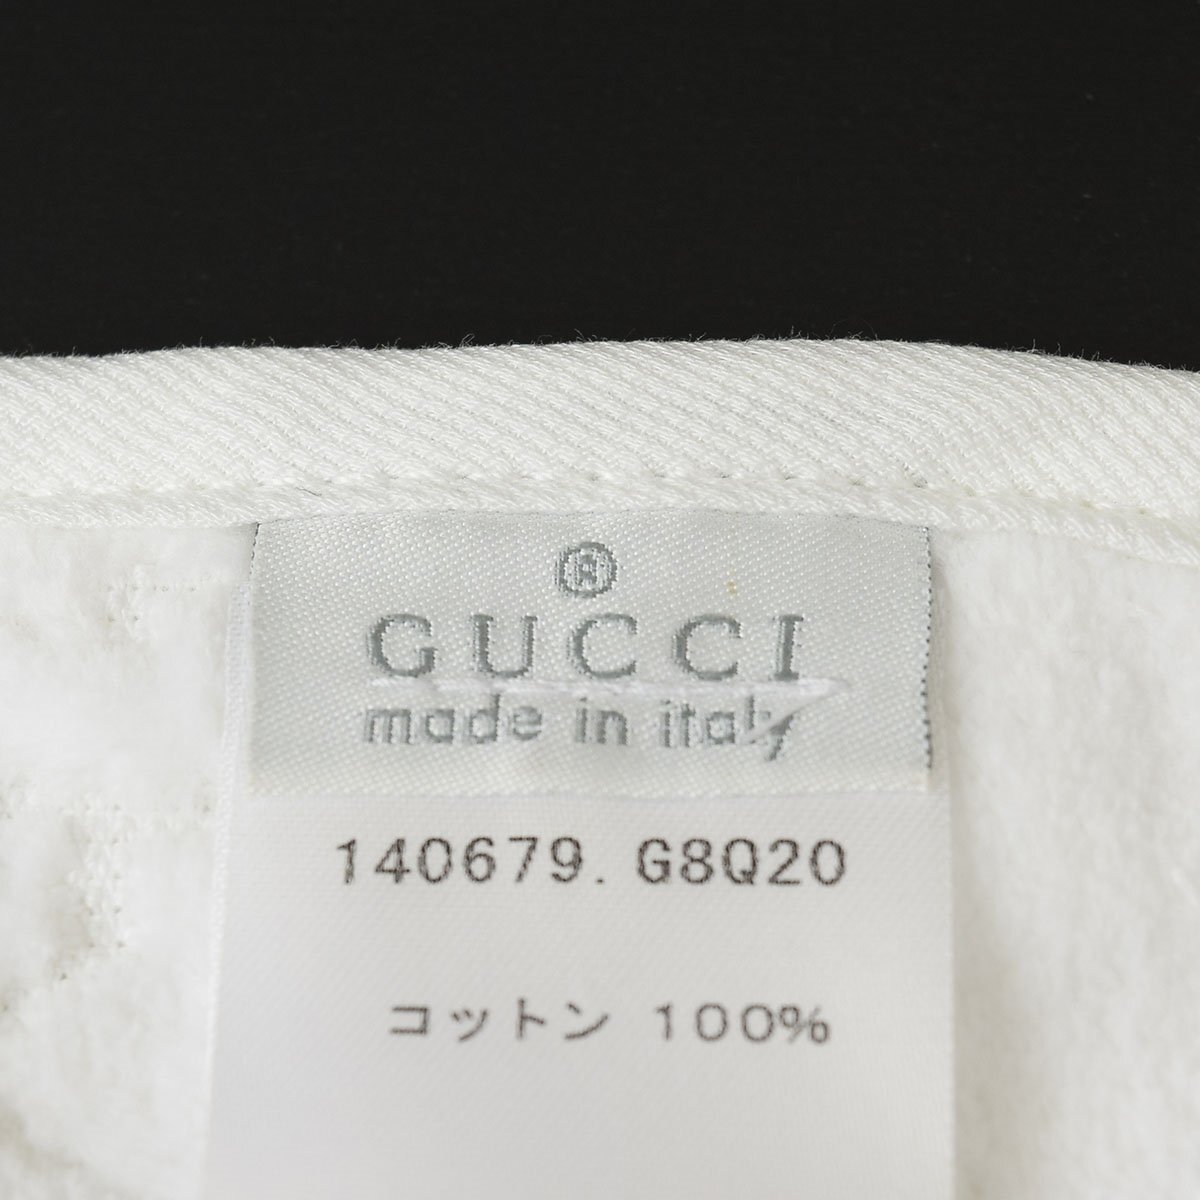 ®
GUCCI
made in italy
140679. G8Q20
コットン 100%